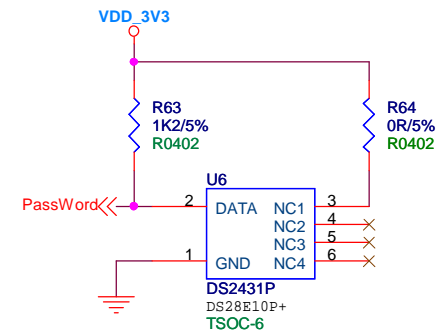 VDD_3V3
R63
1K2/5%
R0402
R64
0R/5%
R0402
PassWord
U6
2 DATA NC1 3
NC2 4
NC3 5
1 GND NC4 6
DS2431P
DS28E10P+
TSOC-6